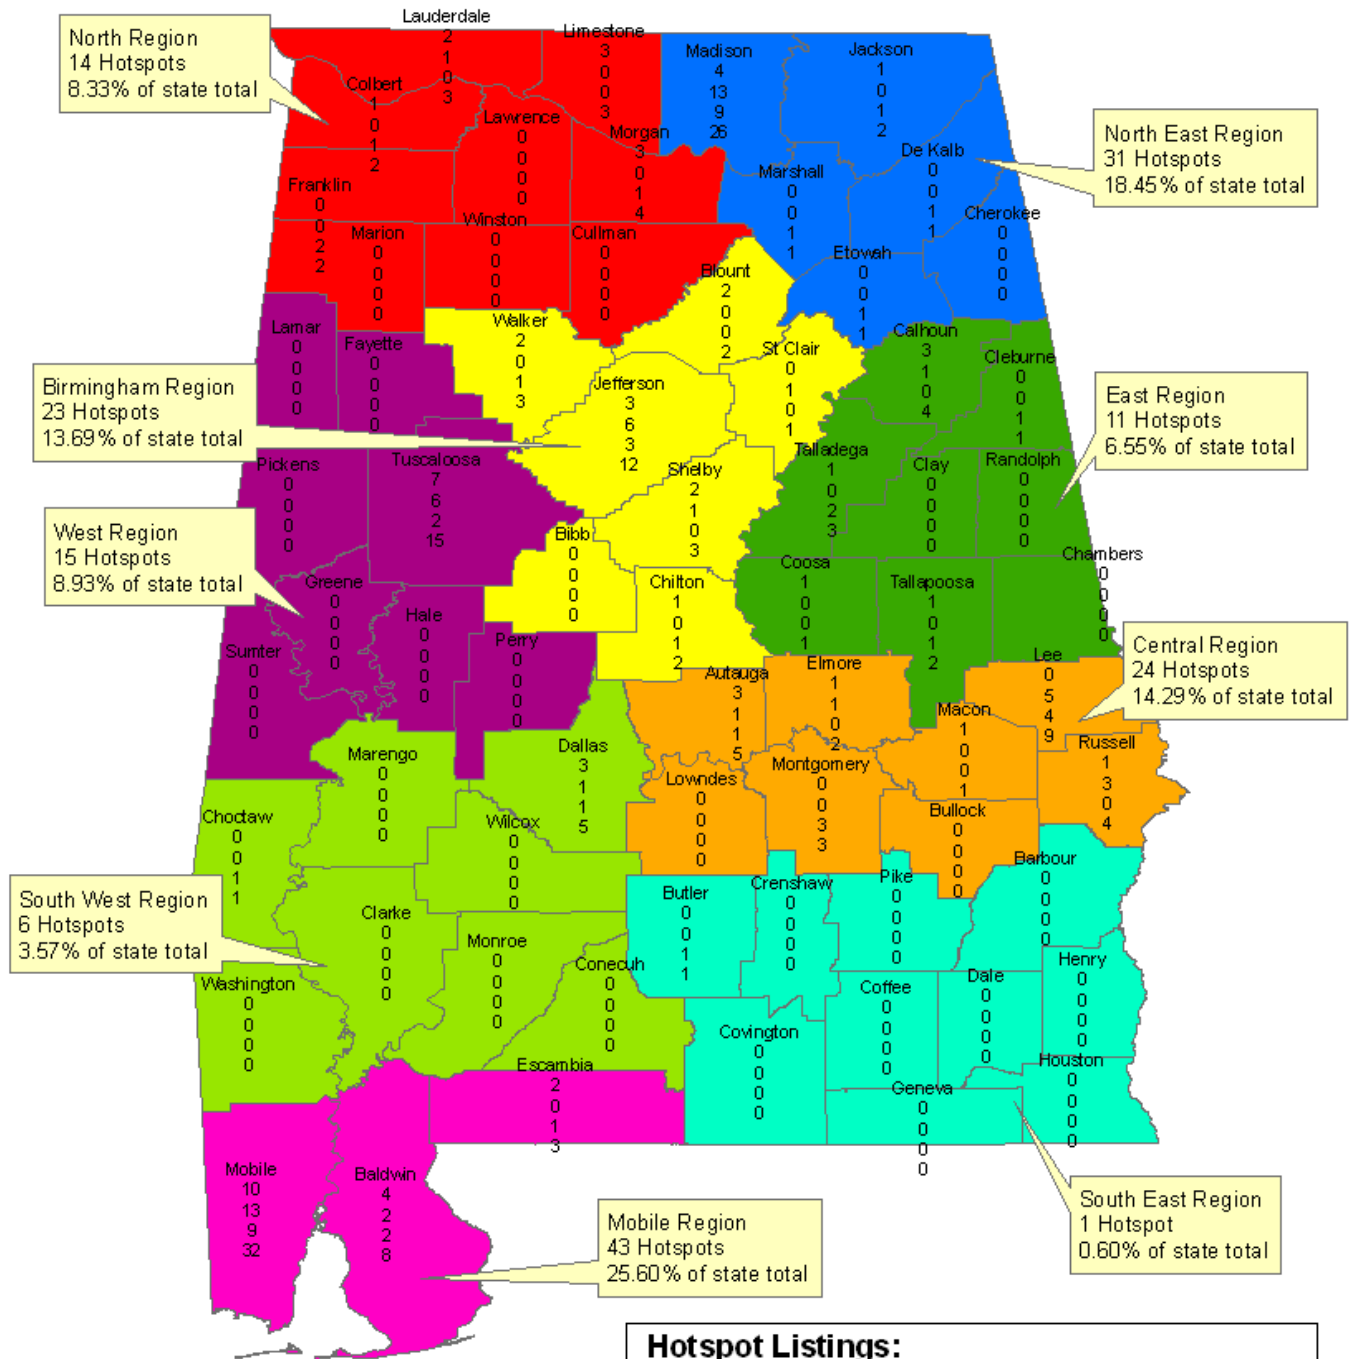 North Region
14 Hotspots
8.33% of state total
Lauderdale
2
1
0
3
Limestone
3
0
0
3
Madison
4
13
9
26
Jackson
1
0
1
2
Colbert
1
0
1
2
Lawrence
0
0
0
0
Morgan
3
0
1
4
North East Region
31 Hotspots
18.45% of state total
De Kalb
0
0
1
1
Marshall
0
0
1
1
Franklin
0
0
2
2
Marion
0
0
0
0
Winston
0
0
0
0
Cullman
0
0
0
0
Cherokee
0
0
0
0
Etowah
0
0
1
1
Blount
2
0
0
2
Lamar
0
0
0
0
Fayette
0
0
0
0
Walker
2
0
1
3
St Clair
0
1
0
1
Calhoun
3
1
0
4
Cleburne
0
0
1
1
Birmingham Region
23 Hotspots
13.69% of state total
Jefferson
3
6
3
12
East Region
11 Hotspots
6.55% of state total
Pickens
0
0
0
0
Tuscaloosa
7
6
2
15
Shelby
2
1
0
3
Talladega
1
0
2
3
Clay
0
0
0
0
Randolph
0
0
0
0
West Region
15 Hotspots
8.93% of state total
Bibb
0
0
0
0
Chilton
1
0
1
2
Coosa
1
0
0
1
Tallapoosa
1
0
1
2
Chambers
0
0
0
0
Greene
0
0
0
0
Hale
0
0
0
0
Perry
0
0
0
0
Sumter
0
0
0
0
Central Region
24 Hotspots
14.29% of state total
Autauga
3
1
1
5
Elmore
1
1
0
2
Lee
0
5
4
9
Macon
1
0
0
1
Russell
1
3
0
4
Marengo
0
0
0
0
Dallas
3
1
1
5
Lowndes
0
0
0
0
Montgomery
0
0
3
3
Bullock
0
0
0
0
Choctaw
0
0
1
1
Wilcox
0
0
0
0
Barbour
0
0
0
0
South West Region
6 Hotspots
3.57% of state total
Clarke
0
0
0
0
Butler
0
0
1
1
Crenshaw
0
0
0
0
Pike
0
0
0
0
Monroe
0
0
0
0
Conecuh
0
0
0
0
Henry
0
0
0
0
Washington
0
0
0
0
Coffee
0
0
0
0
Dale
0
0
0
0
Covington
0
0
0
0
Escambia
2
0
1
3
Geneva
0
0
0
0
Houston
0
0
0
0
Mobile
10
13
9
32
Baldwin
4
2
2
8
Mobile Region
43 Hotspots
25.60% of state total
South East Region
1 Hotspot
0.60% of state total
Hotspot Listings: